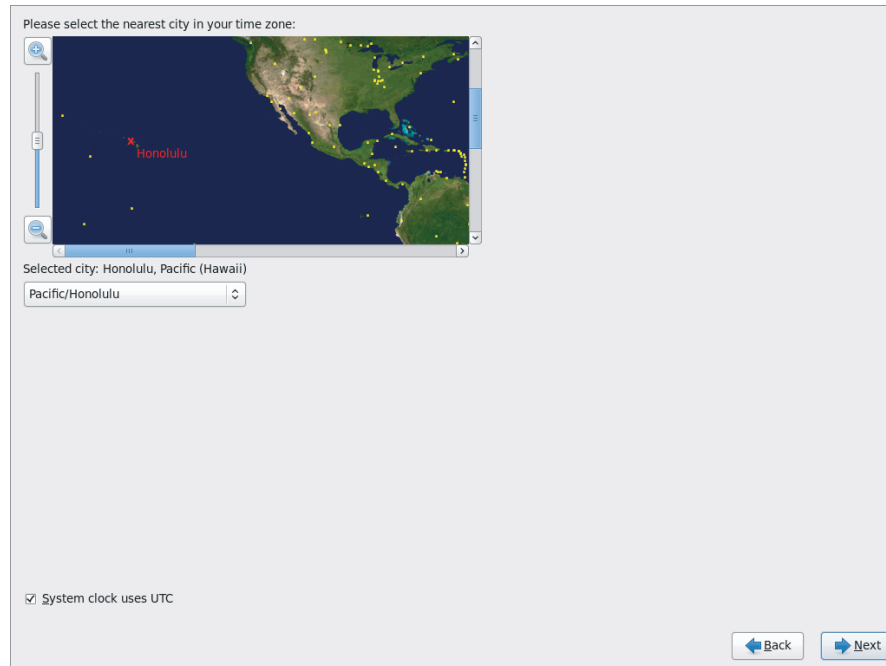 Please select the nearest city in your time zone:
Honolulu
Selected city: Honolulu, Pacific (Hawaii)
Pacific/Honolulu
System clock uses UTC
Back Next